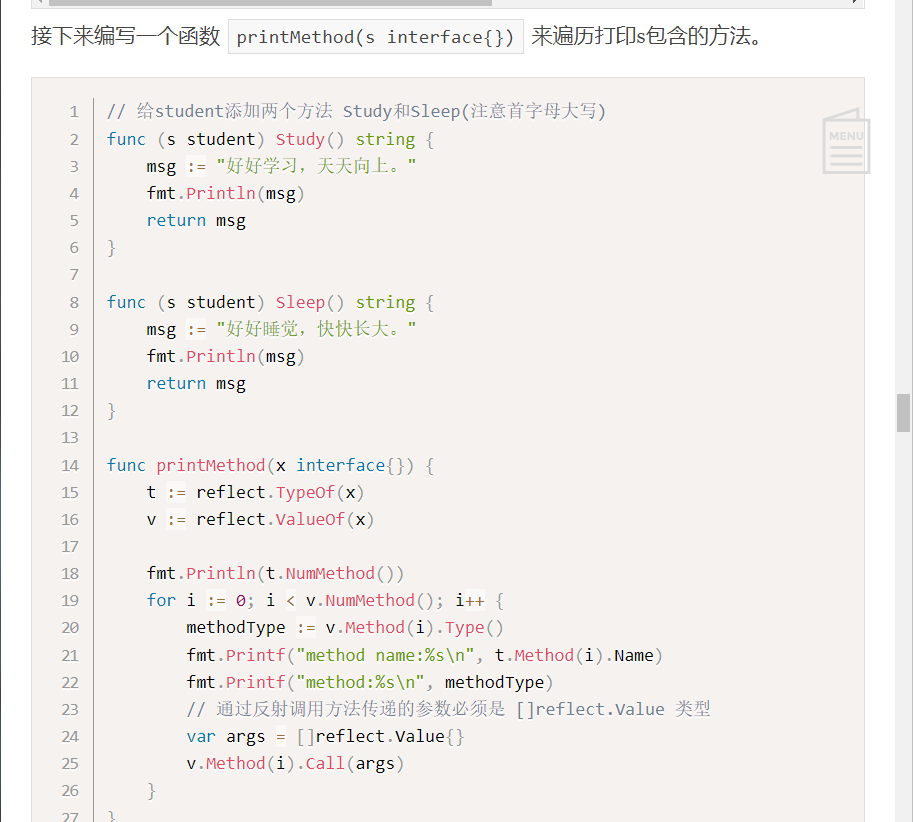 接下来编写一个函数 printMethod(s interface{}) 来遍历打印s包含的方法。
MENU
1 // 给student添加两个方法 Study和Sleep(注意首字母大写)
2 func (s student) Study() string {
3     msg := "好好学习，天天向上。"
4     fmt.Println(msg)
5     return msg
6 }
7
8 func (s student) Sleep() string {
9     msg := "好好睡觉，快快长大。"
10     fmt.Println(msg)
11     return msg
12 }
13
14 func printMethod(x interface{}) {
15     t := reflect.TypeOf(x)
16     v := reflect.ValueOf(x)
17
18     fmt.Println(t.NumMethod())
19     for i := 0; i < v.NumMethod(); i++ {
20         methodType := v.Method(i).Type()
21         fmt.Printf("method name:%s\n", t.Method(i).Name)
22         fmt.Printf("method:%s\n", methodType)
23         // 通过反射调用方法传递的参数必须是 []reflect.Value 类型
24         var args = []reflect.Value{}
25         v.Method(i).Call(args)
26     }
27 }